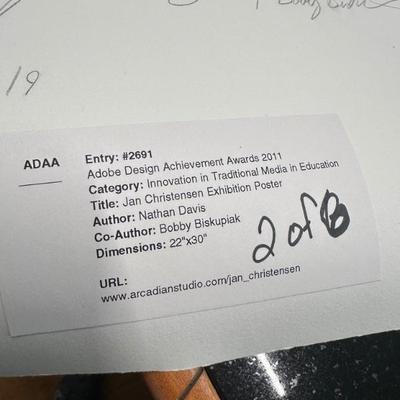 /19
ADAA
Entry: #2691
Adobe Design Achievement Awards 2011
Category: Innovation in Traditional Media in Education
Title: Jan Christensen Exhibition Poster
Author: Nathan Davis
Co-Author: Bobby Biskupiak
Dimensions: 22"x30"
2 of
URL:
www.arcadianstudio.com/jan_christensen